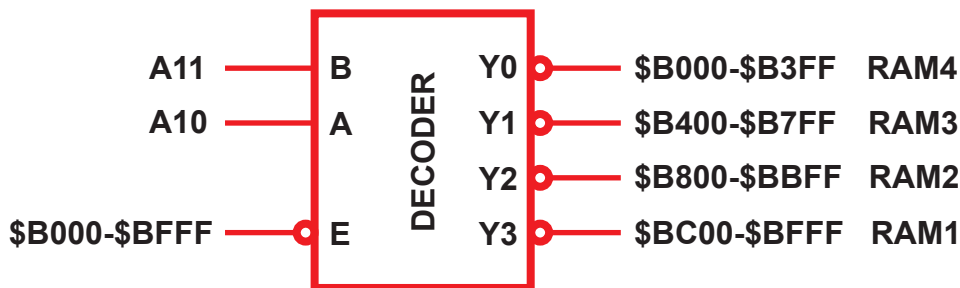 A11 B Y0 $B000-$B3FF RAM4
A10 A Y1 $B400-$B7FF RAM3
DECODER
Y2 $B800-$BBFF RAM2
$B000-$BFFF E Y3 $BC00-$BFFF RAM1